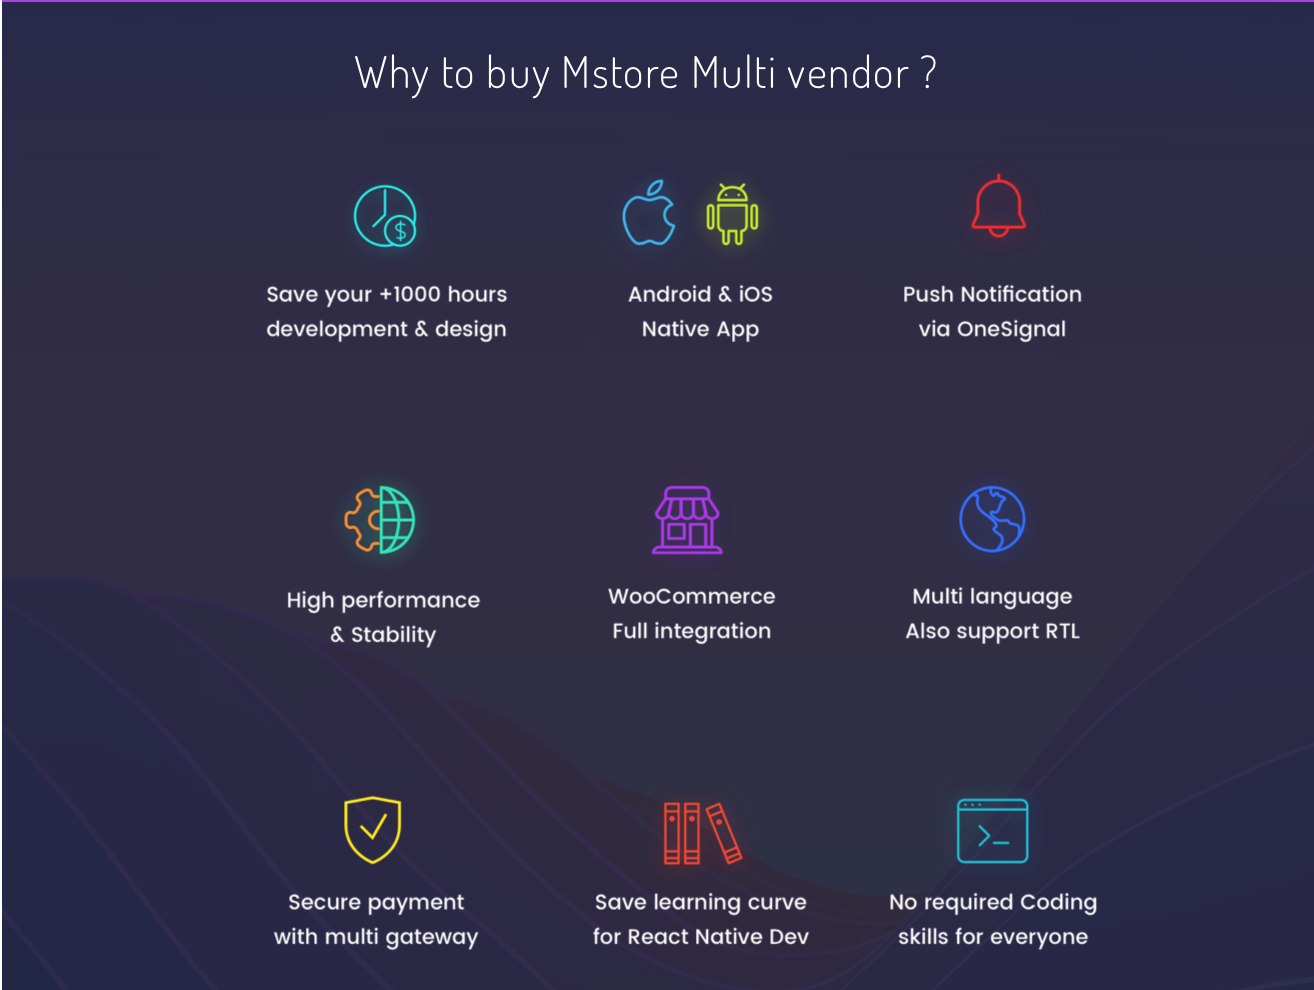 Why to buy Mstore Multi vendor ?
$
Save your +1000 hours
development & design
Android & iOS
Native App
Push Notification
via OneSignal
High performance
& Stability
WooCommerce
Full integration
Multi language
Also support RTL
Secure payment
with multi gateway
Save learning curve
for React Native Dev
No required Coding
skills for everyone